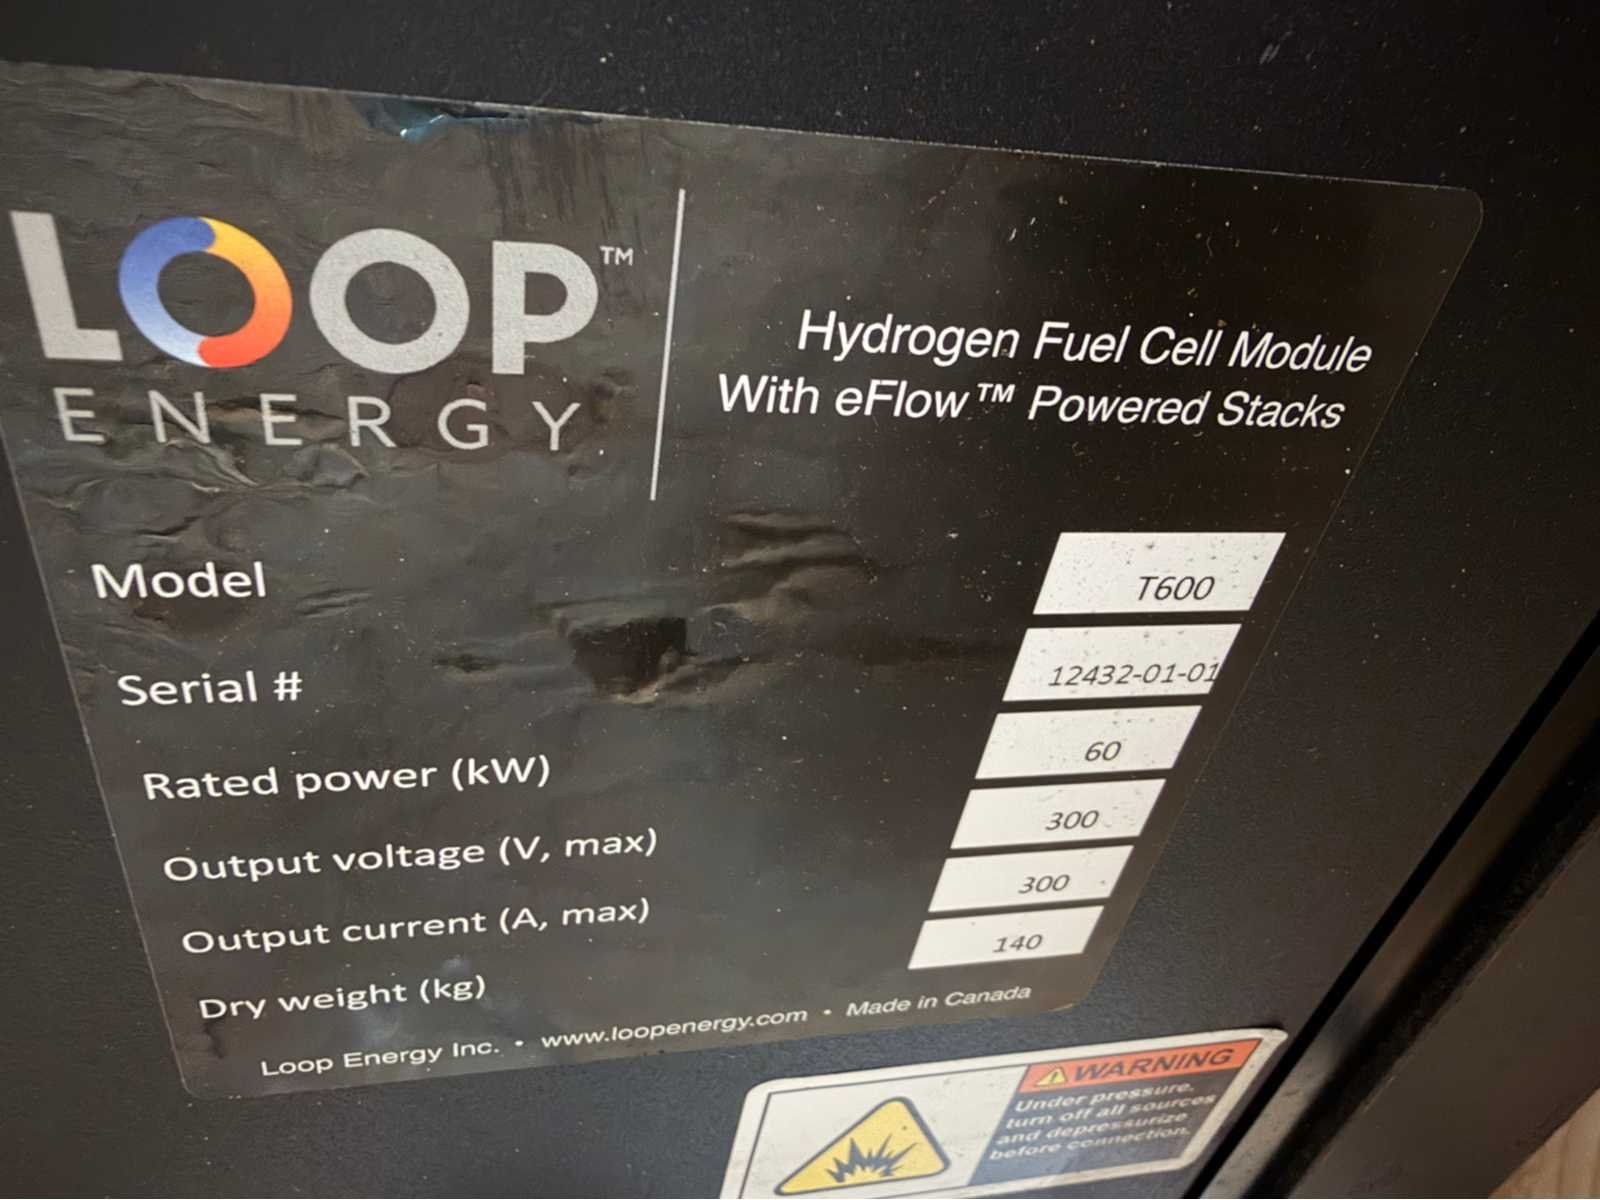 LOOP™
ENERGY
Hydrogen Fuel Cell Module
With eFlow™ Powered Stacks
Model T600
Serial # 12432-01-01
Rated power (kW) 60
Output voltage (V, max) 300
Output current (A, max) 300
Dry weight (kg) 140
Loop Energy Inc. • www.loopenergy.com • Made in Canada
WARNING
Under pressure,
turn off all sources
and depressurize
before connection.